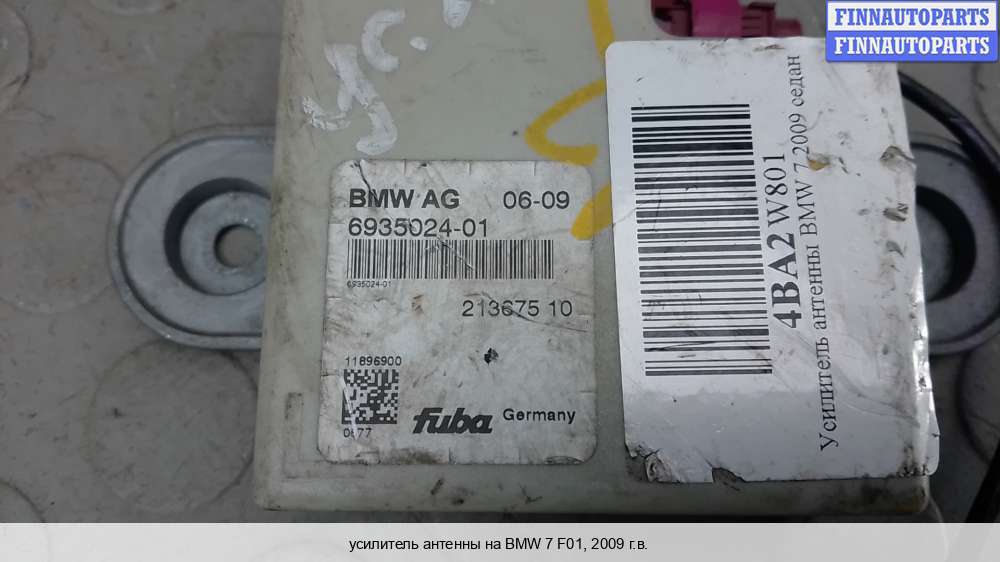 FINNAUTOPARTS
FINNAUTOPARTS
BMW AG 06-09
6935024-01
6935024-01
213675 10
11896900
0677
fuba Germany
4BA2W801
Усилитель антенны BMW 7 2009 седан
усилитель антенны на BMW 7 F01, 2009 г.в.